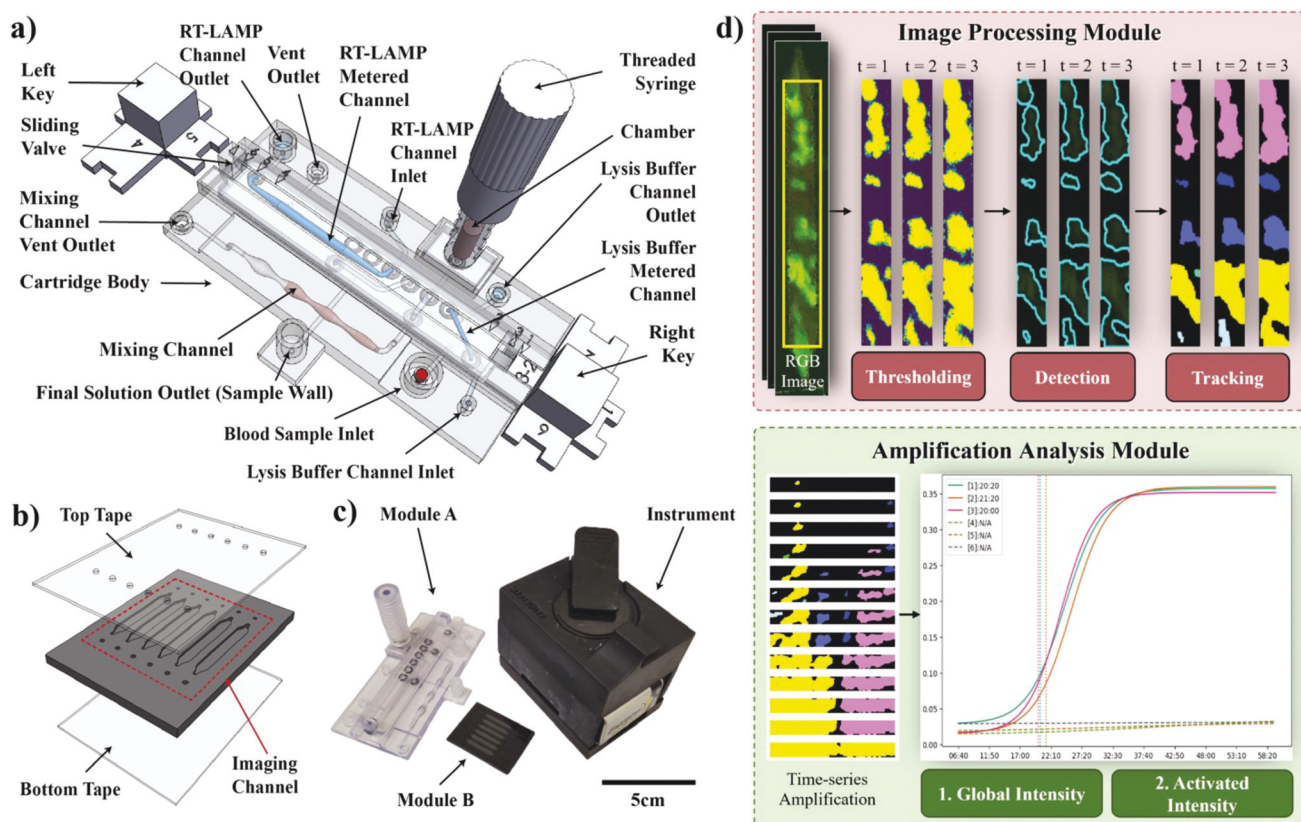 a)
RT-LAMP
Channel
Outlet
Vent
Outlet
RT-LAMP
Metered
Channel
Left
Key
Sliding
Valve
Threaded
Syringe
Chamber
RT-LAMP
Channel
Inlet
Lysis Buffer
Channel
Outlet
Mixing
Channel
Vent Outlet
Lysis Buffer
Metered
Channel
Cartridge Body
Right
Key
Mixing Channel
Final Solution Outlet (Sample Wall)
Blood Sample Inlet
Lysis Buffer Channel Inlet
4
5
3-2
1
6
b)
Top Tape
Bottom Tape
Imaging
Channel
c)
Module A
Instrument
Module B
5cm
d)
Image Processing Module
t = 1 t = 2 t = 3
t = 1 t = 2 t = 3
t = 1 t = 2 t = 3
RGB
Image
Thresholding
Detection
Tracking
Amplification Analysis Module
[1]:20:20
[2]:21:20
[3]:20:00
[4]:N/A
[5]:N/A
[6]:N/A
0.35
0.30
0.25
0.20
0.15
0.10
0.05
0.00
06:40 11:50 17:00 22:10 27:20 32:30 37:40 42:50 48:00 53:10 58:20
Time-series
Amplification
1. Global Intensity
2. Activated
Intensity